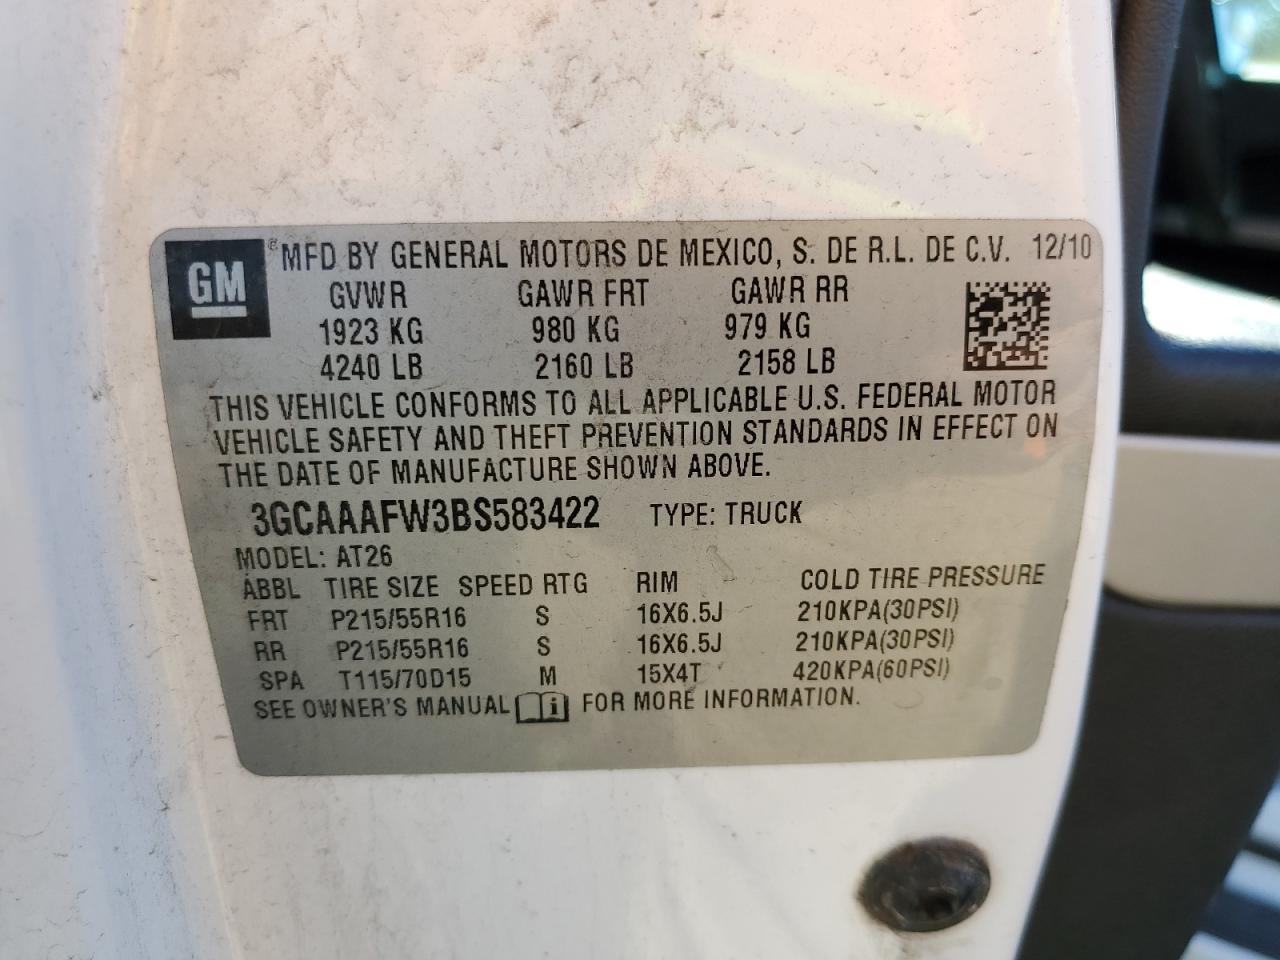 GM
® MFD BY GENERAL MOTORS DE MEXICO, S. DE R.L. DE C.V. 12/10
GVWR GAWR FRT GAWR RR
1923 KG 980 KG 979 KG
4240 LB 2160 LB 2158 LB
THIS VEHICLE CONFORMS TO ALL APPLICABLE U.S. FEDERAL MOTOR
VEHICLE SAFETY AND THEFT PREVENTION STANDARDS IN EFFECT ON
THE DATE OF MANUFACTURE SHOWN ABOVE.
3GCAAAFW3BS583422 TYPE: TRUCK
MODEL: AT26
ABBL TIRE SIZE SPEED RTG RIM COLD TIRE PRESSURE
FRT P215/55R16 S 16X6.5J 210KPA(30PSI)
RR P215/55R16 S 16X6.5J 210KPA(30PSI)
SPA T115/70D15 M 15X4T 420KPA(60PSI)
SEE OWNER'S MANUAL i FOR MORE INFORMATION.